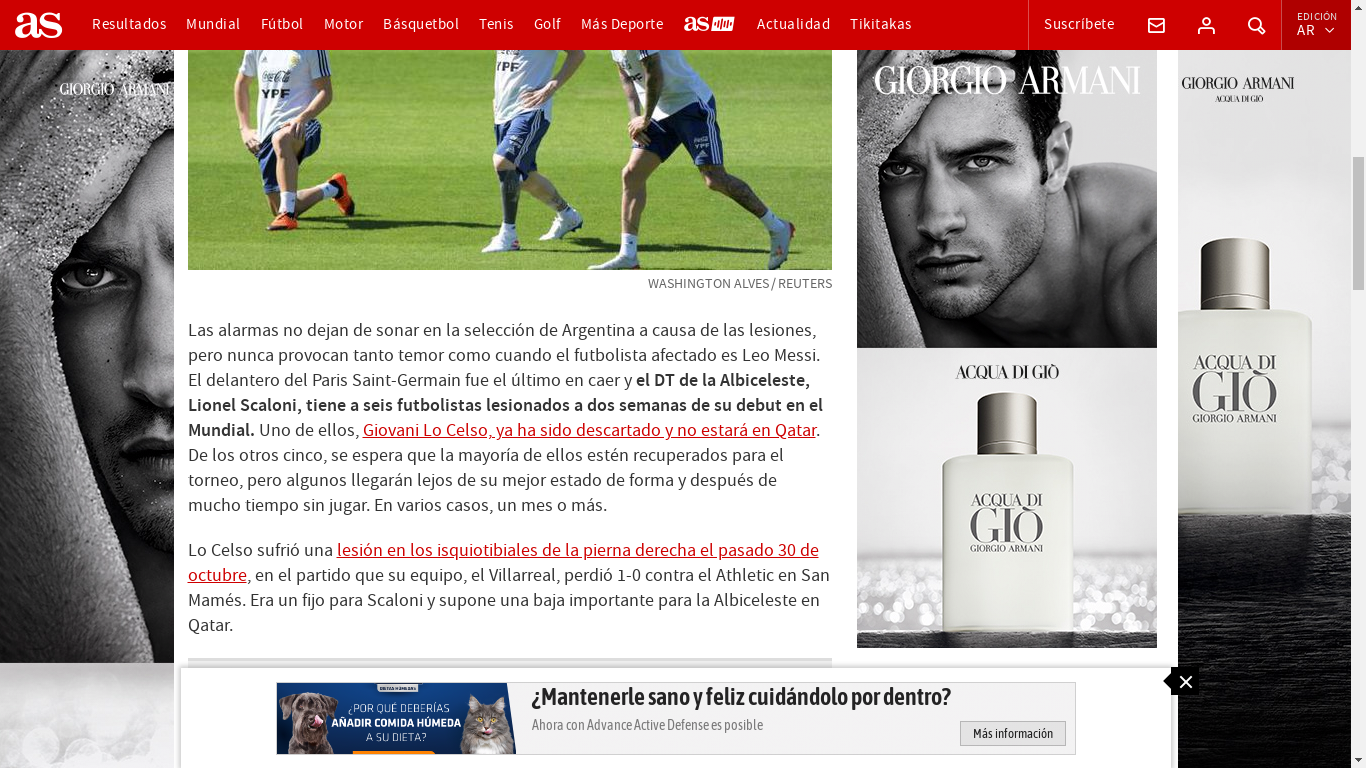 as
Resultados
Mundial
Fútbol
Motor
Básquetbol
Tenis
Golf
Más Deporte
as
Actualidad
Tikitakas
Suscríbete
EDICIÓN
AR
GIORGIO ARMANI
YPF
YPF
WASHINGTON ALVES / REUTERS
Las alarmas no dejan de sonar en la selección de Argentina a causa de las lesiones,
pero nunca provocan tanto temor como cuando el futbolista afectado es Leo Messi.
El delantero del Paris Saint-Germain fue el último en caer y el DT de la Albiceleste,
Lionel Scaloni, tiene a seis futbolistas lesionados a dos semanas de su debut en el
Mundial. Uno de ellos, Giovani Lo Celso, ya ha sido descartado y no estará en Qatar.
De los otros cinco, se espera que la mayoría de ellos estén recuperados para el
torneo, pero algunos llegarán lejos de su mejor estado de forma y después de
mucho tiempo sin jugar. En varios casos, un mes o más.
Lo Celso sufrió una lesión en los isquiotibiales de la pierna derecha el pasado 30 de
octubre, en el partido que su equipo, el Villarreal, perdió 1-0 contra el Athletic en San
Mamés. Era un fijo para Scaloni y supone una baja importante para la Albiceleste en
Qatar.
GIORGIO ARMANI
ACQUA DI GIÒ
ACQUA DI
GIÒ
GIORGIO ARMANI
GIORGIO ARMANI
ACQUA DI GIÒ
ACQUA DI
GIÒ
GIORGIO ARMANI
¿POR QUÉ DEBERÍAS
AÑADIR COMIDA HÚMEDA
A SU DIETA?
¿Mantenerle sano y feliz cuidándolo por dentro?
Ahora con Advance Active Defense es posible
Más información